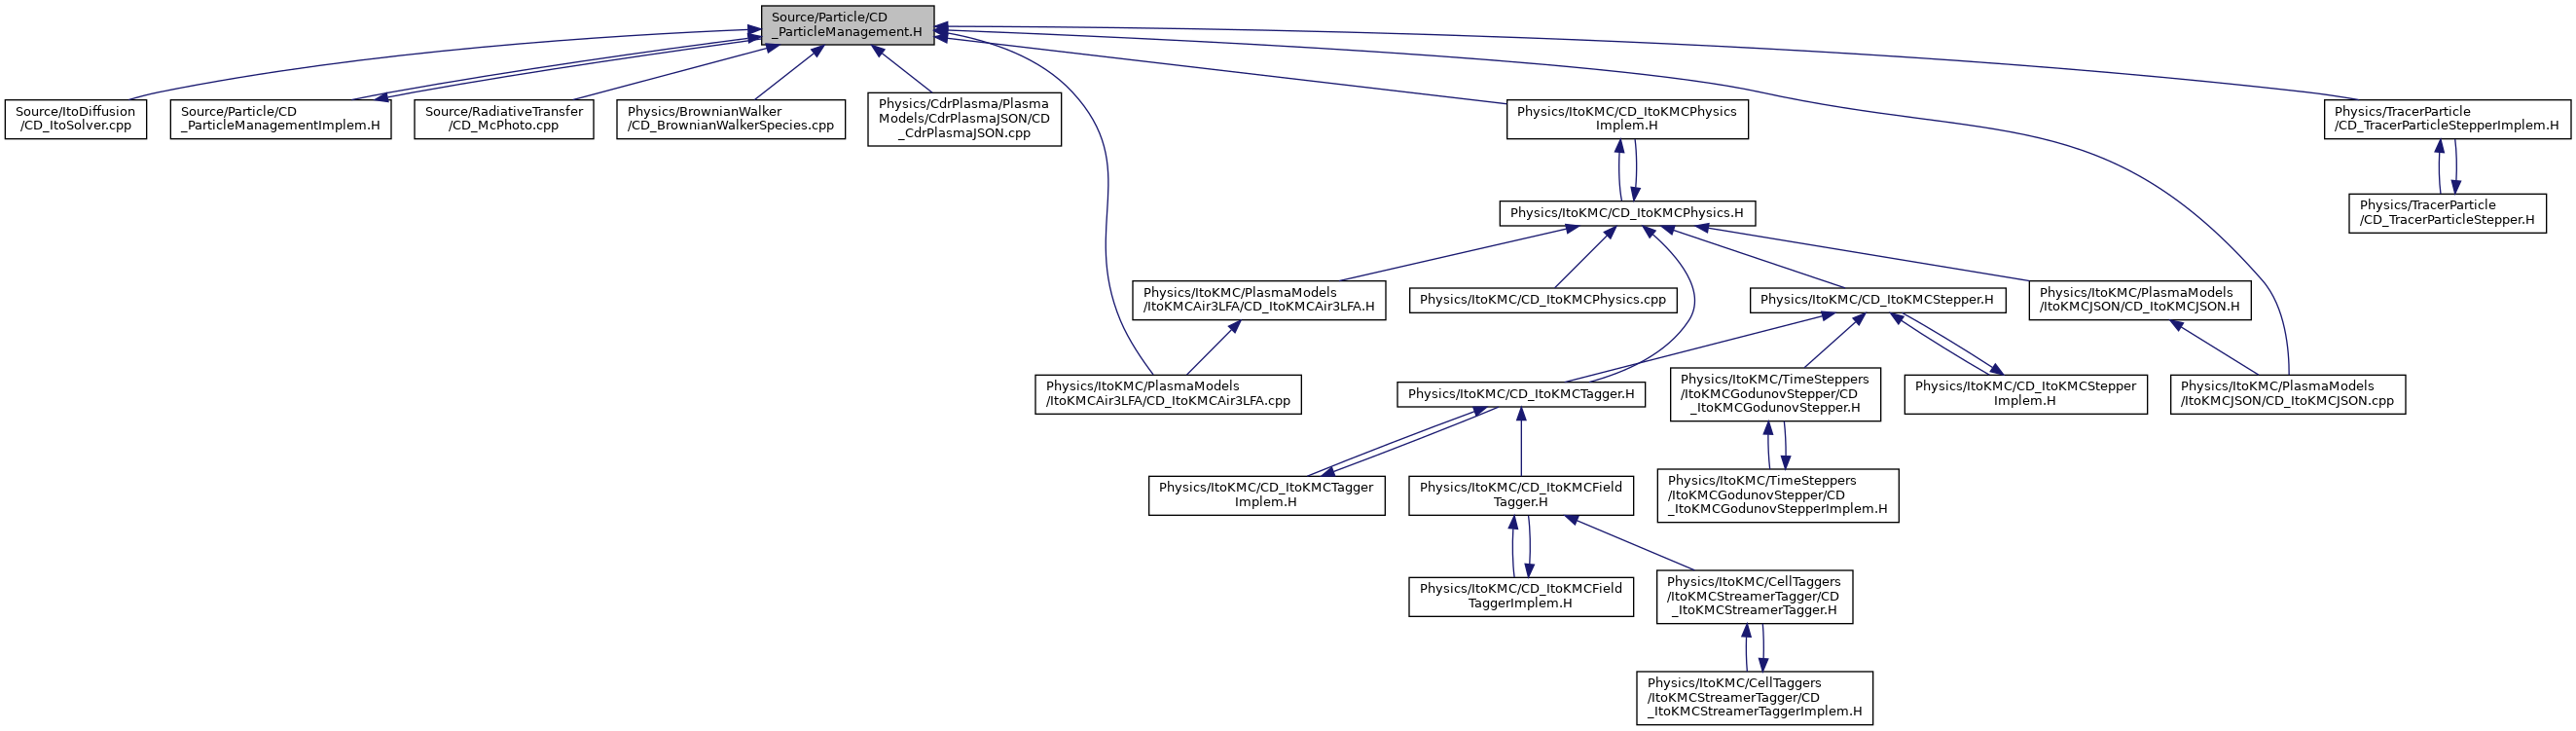 Source/Particle/CD
_ParticleManagement.H
Source/ItoDiffusion
/CD_ItoSolver.cpp
Source/Particle/CD
_ParticleManagementImplem.H
Source/RadiativeTransfer
/CD_McPhoto.cpp
Physics/BrownianWalker
/CD_BrownianWalkerSpecies.cpp
Physics/CdrPlasma/Plasma
Models/CdrPlasmaJSON/CD
_CdrPlasmaJSON.cpp
Physics/ItoKMC/CD_ItoKMCPhysics
Implem.H
Physics/TracerParticle
/CD_TracerParticleStepperImplem.H
Physics/ItoKMC/CD_ItoKMCPhysics.H
Physics/TracerParticle
/CD_TracerParticleStepper.H
Physics/ItoKMC/PlasmaModels
/ItoKMCAir3LFA/CD_ItoKMCAir3LFA.H
Physics/ItoKMC/CD_ItoKMCPhysics.cpp
Physics/ItoKMC/CD_ItoKMCStepper.H
Physics/ItoKMC/PlasmaModels
/ItoKMCJSON/CD_ItoKMCJSON.H
Physics/ItoKMC/PlasmaModels
/ItoKMCAir3LFA/CD_ItoKMCAir3LFA.cpp
Physics/ItoKMC/CD_ItoKMCTagger.H
Physics/ItoKMC/TimeSteppers
/ItoKMCGodunovStepper/CD
_ItoKMCGodunovStepper.H
Physics/ItoKMC/CD_ItoKMCStepper
Implem.H
Physics/ItoKMC/PlasmaModels
/ItoKMCJSON/CD_ItoKMCJSON.cpp
Physics/ItoKMC/CD_ItoKMCTagger
Implem.H
Physics/ItoKMC/CD_ItoKMCField
Tagger.H
Physics/ItoKMC/TimeSteppers
/ItoKMCGodunovStepper/CD
_ItoKMCGodunovStepperImplem.H
Physics/ItoKMC/CD_ItoKMCField
TaggerImplem.H
Physics/ItoKMC/CellTaggers
/ItoKMCStreamerTagger/CD
_ItoKMCStreamerTagger.H
Physics/ItoKMC/CellTaggers
/ItoKMCStreamerTagger/CD
_ItoKMCStreamerTaggerImplem.H